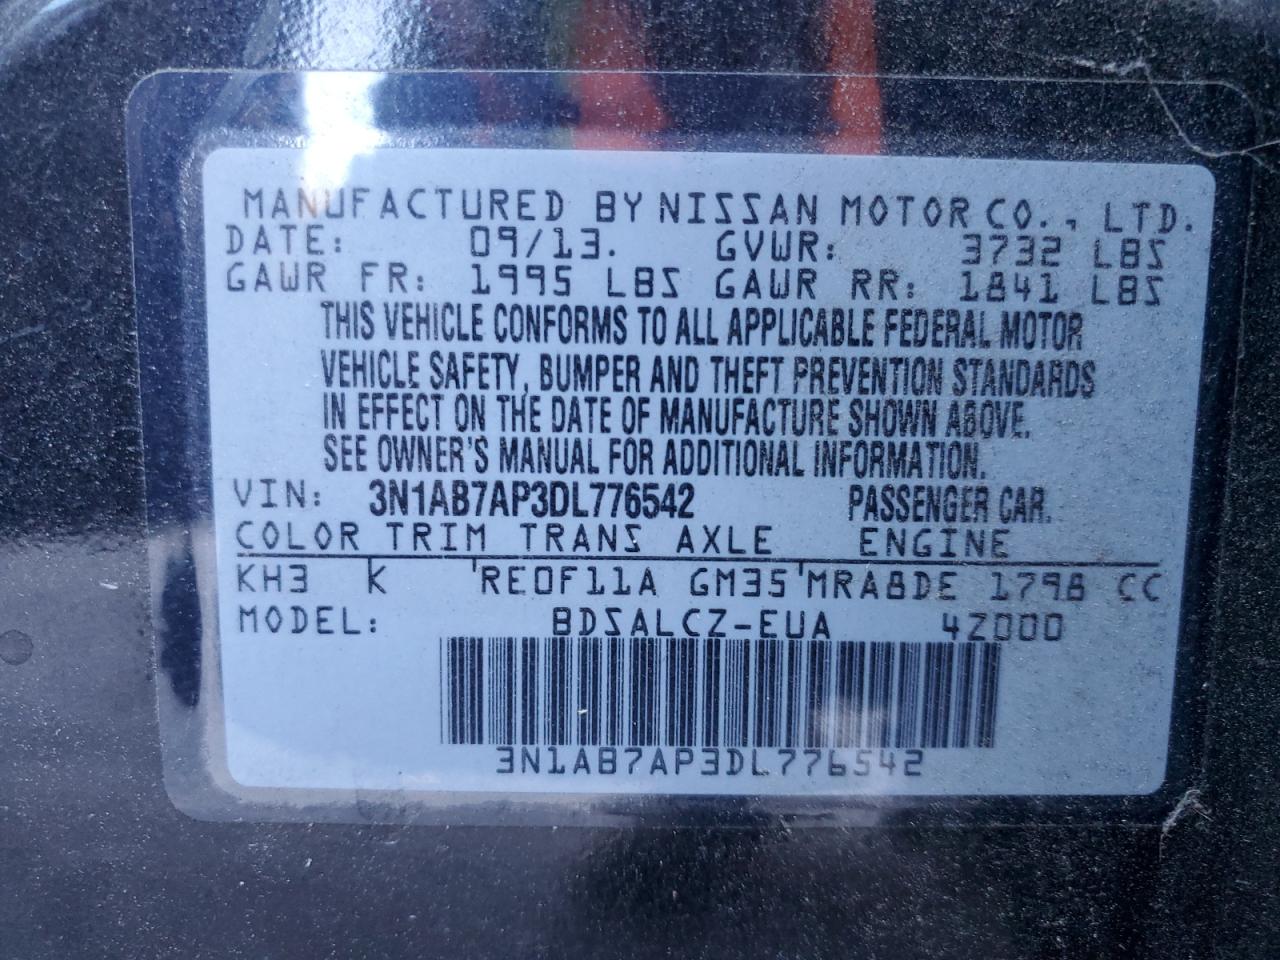 MANUFACTURED BY NISSAN MOTOR CO., LTD.
DATE: 09/13. GVWR: 3732 LBS
GAWR FR: 1995 LBS GAWR RR: 1841 LBS
THIS VEHICLE CONFORMS TO ALL APPLICABLE FEDERAL MOTOR
VEHICLE SAFETY, BUMPER AND THEFT PREVENTION STANDARDS
IN EFFECT ON THE DATE OF MANUFACTURE SHOWN ABOVE.
SEE OWNER'S MANUAL FOR ADDITIONAL INFORMATION.
VIN: 3N1AB7AP3DL776542 PASSENGER CAR.
COLOR TRIM TRANS AXLE ENGINE
KH3 K 'RE0F11A GM35'MRA8DE 1798 CC
MODEL: BDSALCZ-EUA 4Z000
3N1AB7AP3DL776542